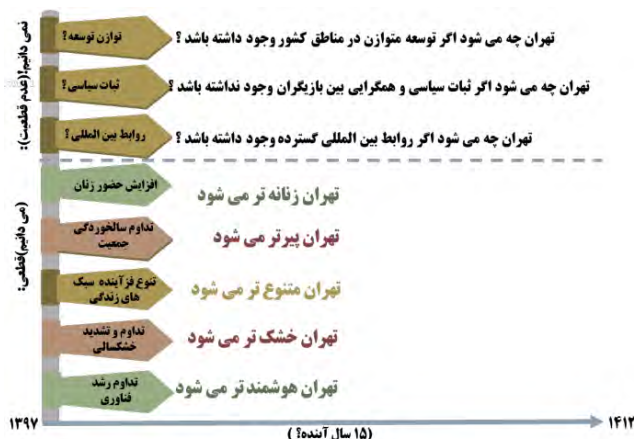 نمی دانیم!(عدم قطعیت):
توازن توسعه ؟
تهران چه می شود اگر توسعه متوازن در مناطق کشور وجود داشته باشد ؟
ثبات سیاسی ؟
تهران چه می شود اگر ثبات سیاسی و همگرایی بین بازیگران وجود نداشته باشد ؟
روابط بین المللی ؟
تهران چه می شود اگر روابط بین المللی گسترده وجود داشته باشد ؟
(می دانیم)قطعی:
افزایش حضور زنان
تهران زنانه تر می شود
تداوم سالخوردگی
جمعیت
تهران پیرتر می شود
تنوع فزآینده سبک
های زندگی
تهران متنوع تر می شود
تداوم و تشدید
خشکسالی
تهران خشک تر می شود
تداوم رشد
فناوری
تهران هوشمند تر می شود
۱۳۹۷
(۱۵ سال آینده؟ )
۱۴۱۲